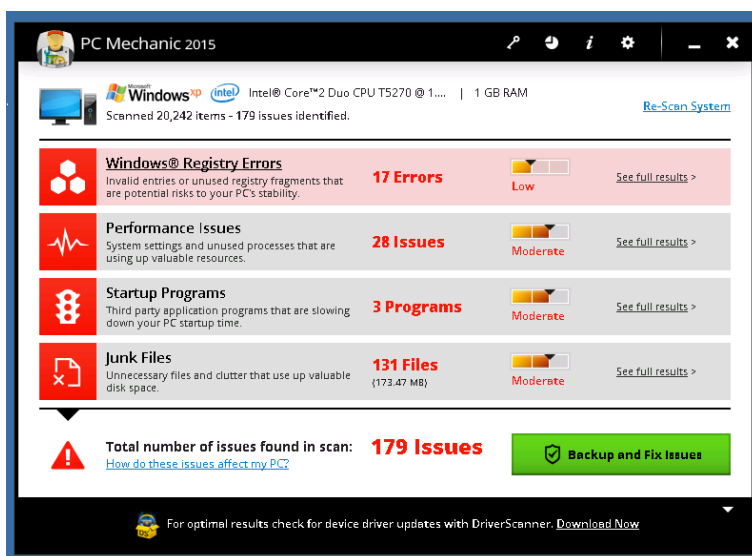 PC Mechanic 2015
Microsoft
Windows xp intel Intel® Core™2 Duo CPU T5270 @ 1.... | 1 GB RAM
Scanned 20,242 items - 179 issues identified.
Re-Scan System
Windows® Registry Errors
Invalid entries or unused registry fragments that
are potential risks to your PC's stability.
17 Errors
Low
See full results >
Performance Issues
System settings and unused processes that are
using up valuable resources.
28 Issues
Moderate
See full results >
Startup Programs
Third party application programs that are slowing
down your PC startup time.
3 Programs
Moderate
See full results >
Junk Files
Unnecessary files and clutter that use up valuable
disk space.
131 Files
(173.47 MB)
Moderate
See full results >
Total number of issues found in scan:
How do these issues affect my PC?
179 Issues
Backup and Fix Issues
For optimal results check for device driver updates with DriverScanner. Download Now